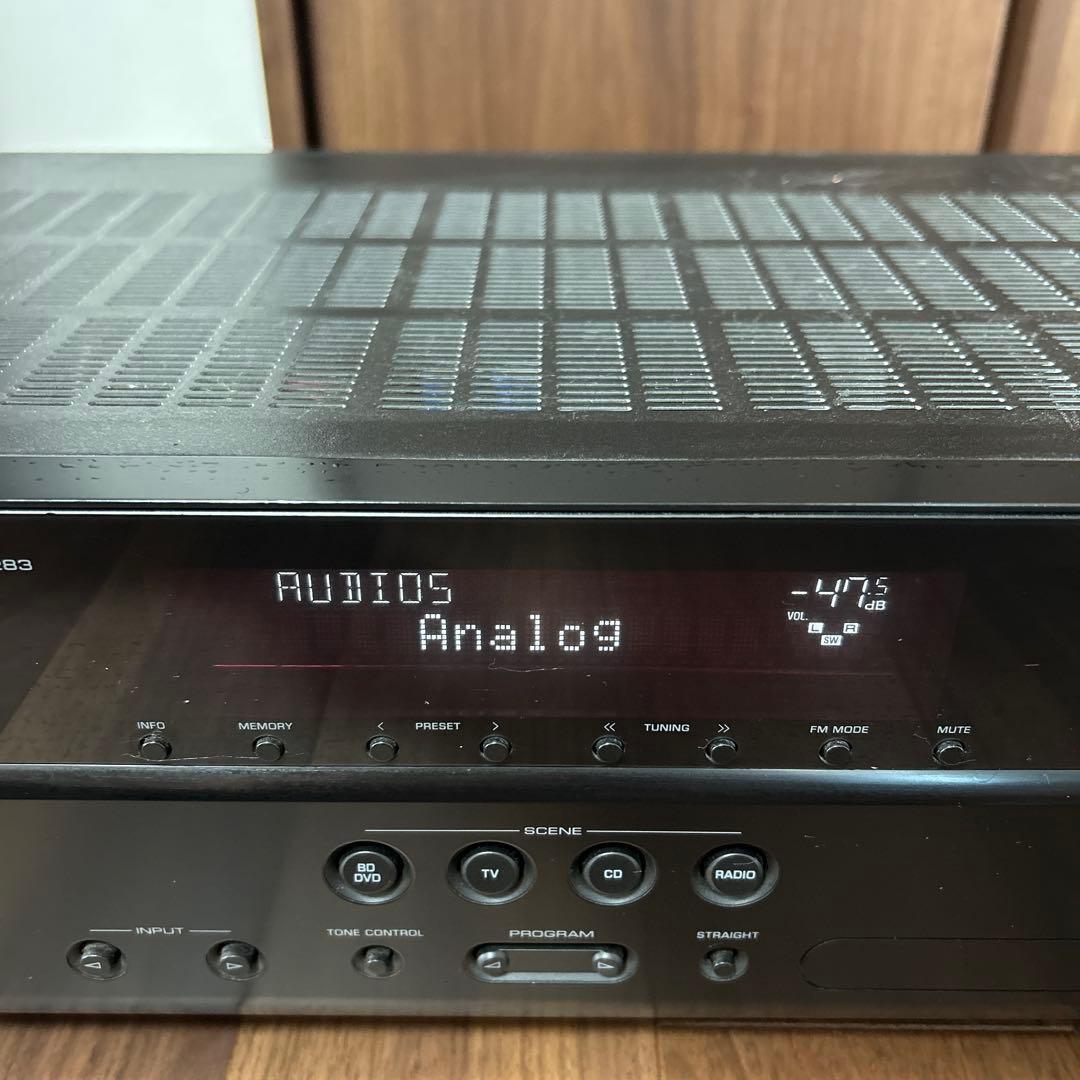 283
AUDIO5
-47.5
dB
VOL.
Analog
L R
SW
INFO MEMORY < PRESET > << TUNING >> FM MODE MUTE
SCENE
BD
DVD
TV
CD
RADIO
INPUT
TONE CONTROL
PROGRAM
STRAIGHT